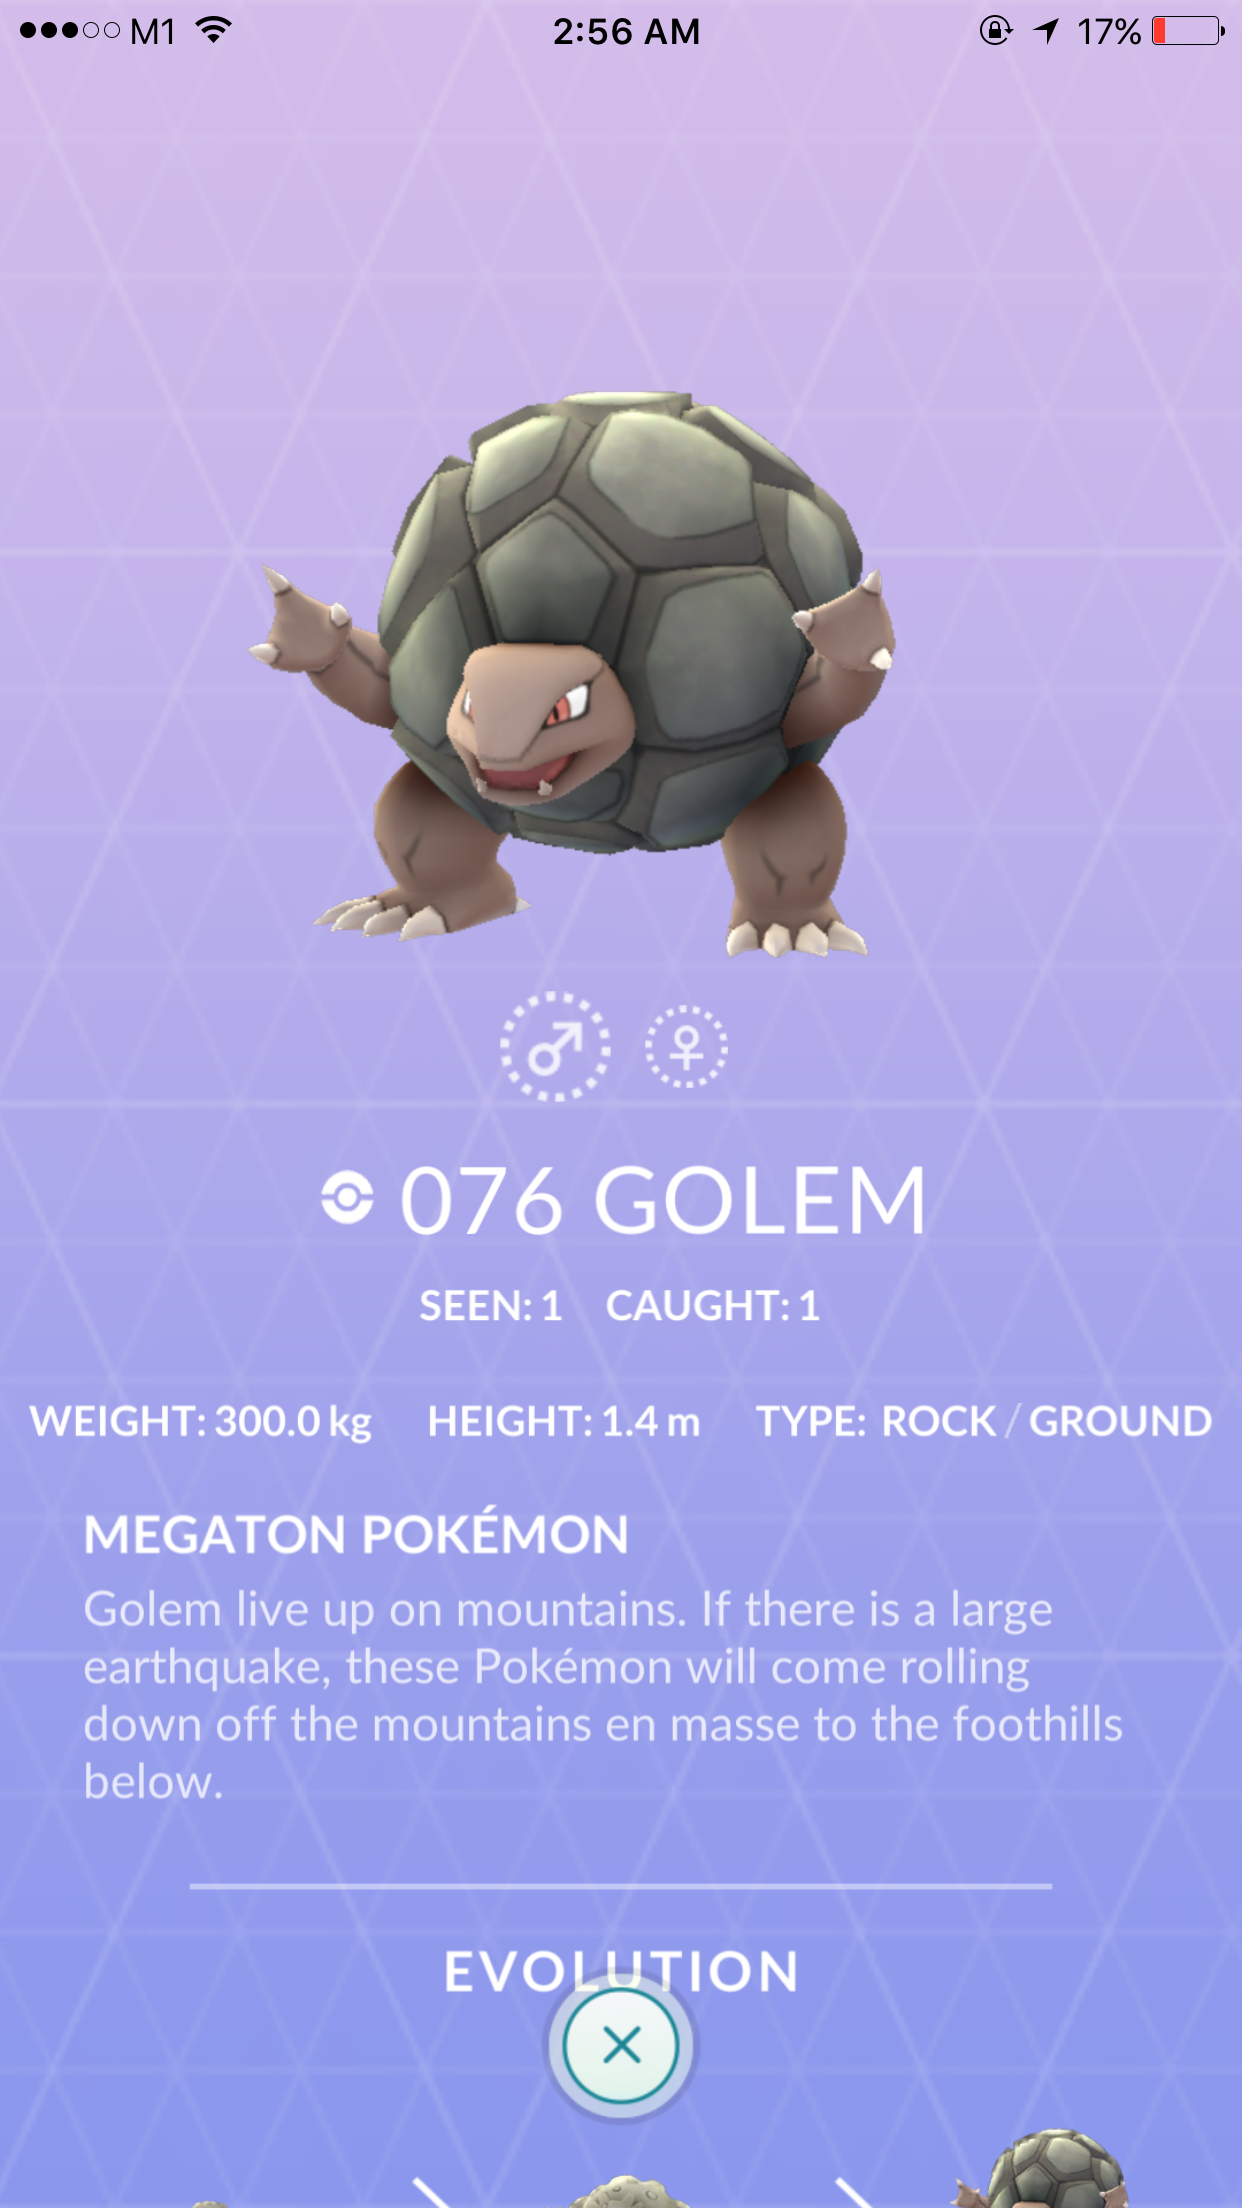 M1 2:56 AM 17%
076 GOLEM
SEEN: 1 CAUGHT: 1
WEIGHT: 300.0 kg HEIGHT: 1.4 m TYPE: ROCK / GROUND
MEGATON POKÉMON
Golem live up on mountains. If there is a large
earthquake, these Pokémon will come rolling
down off the mountains en masse to the foothills
below.
EVOLUTION